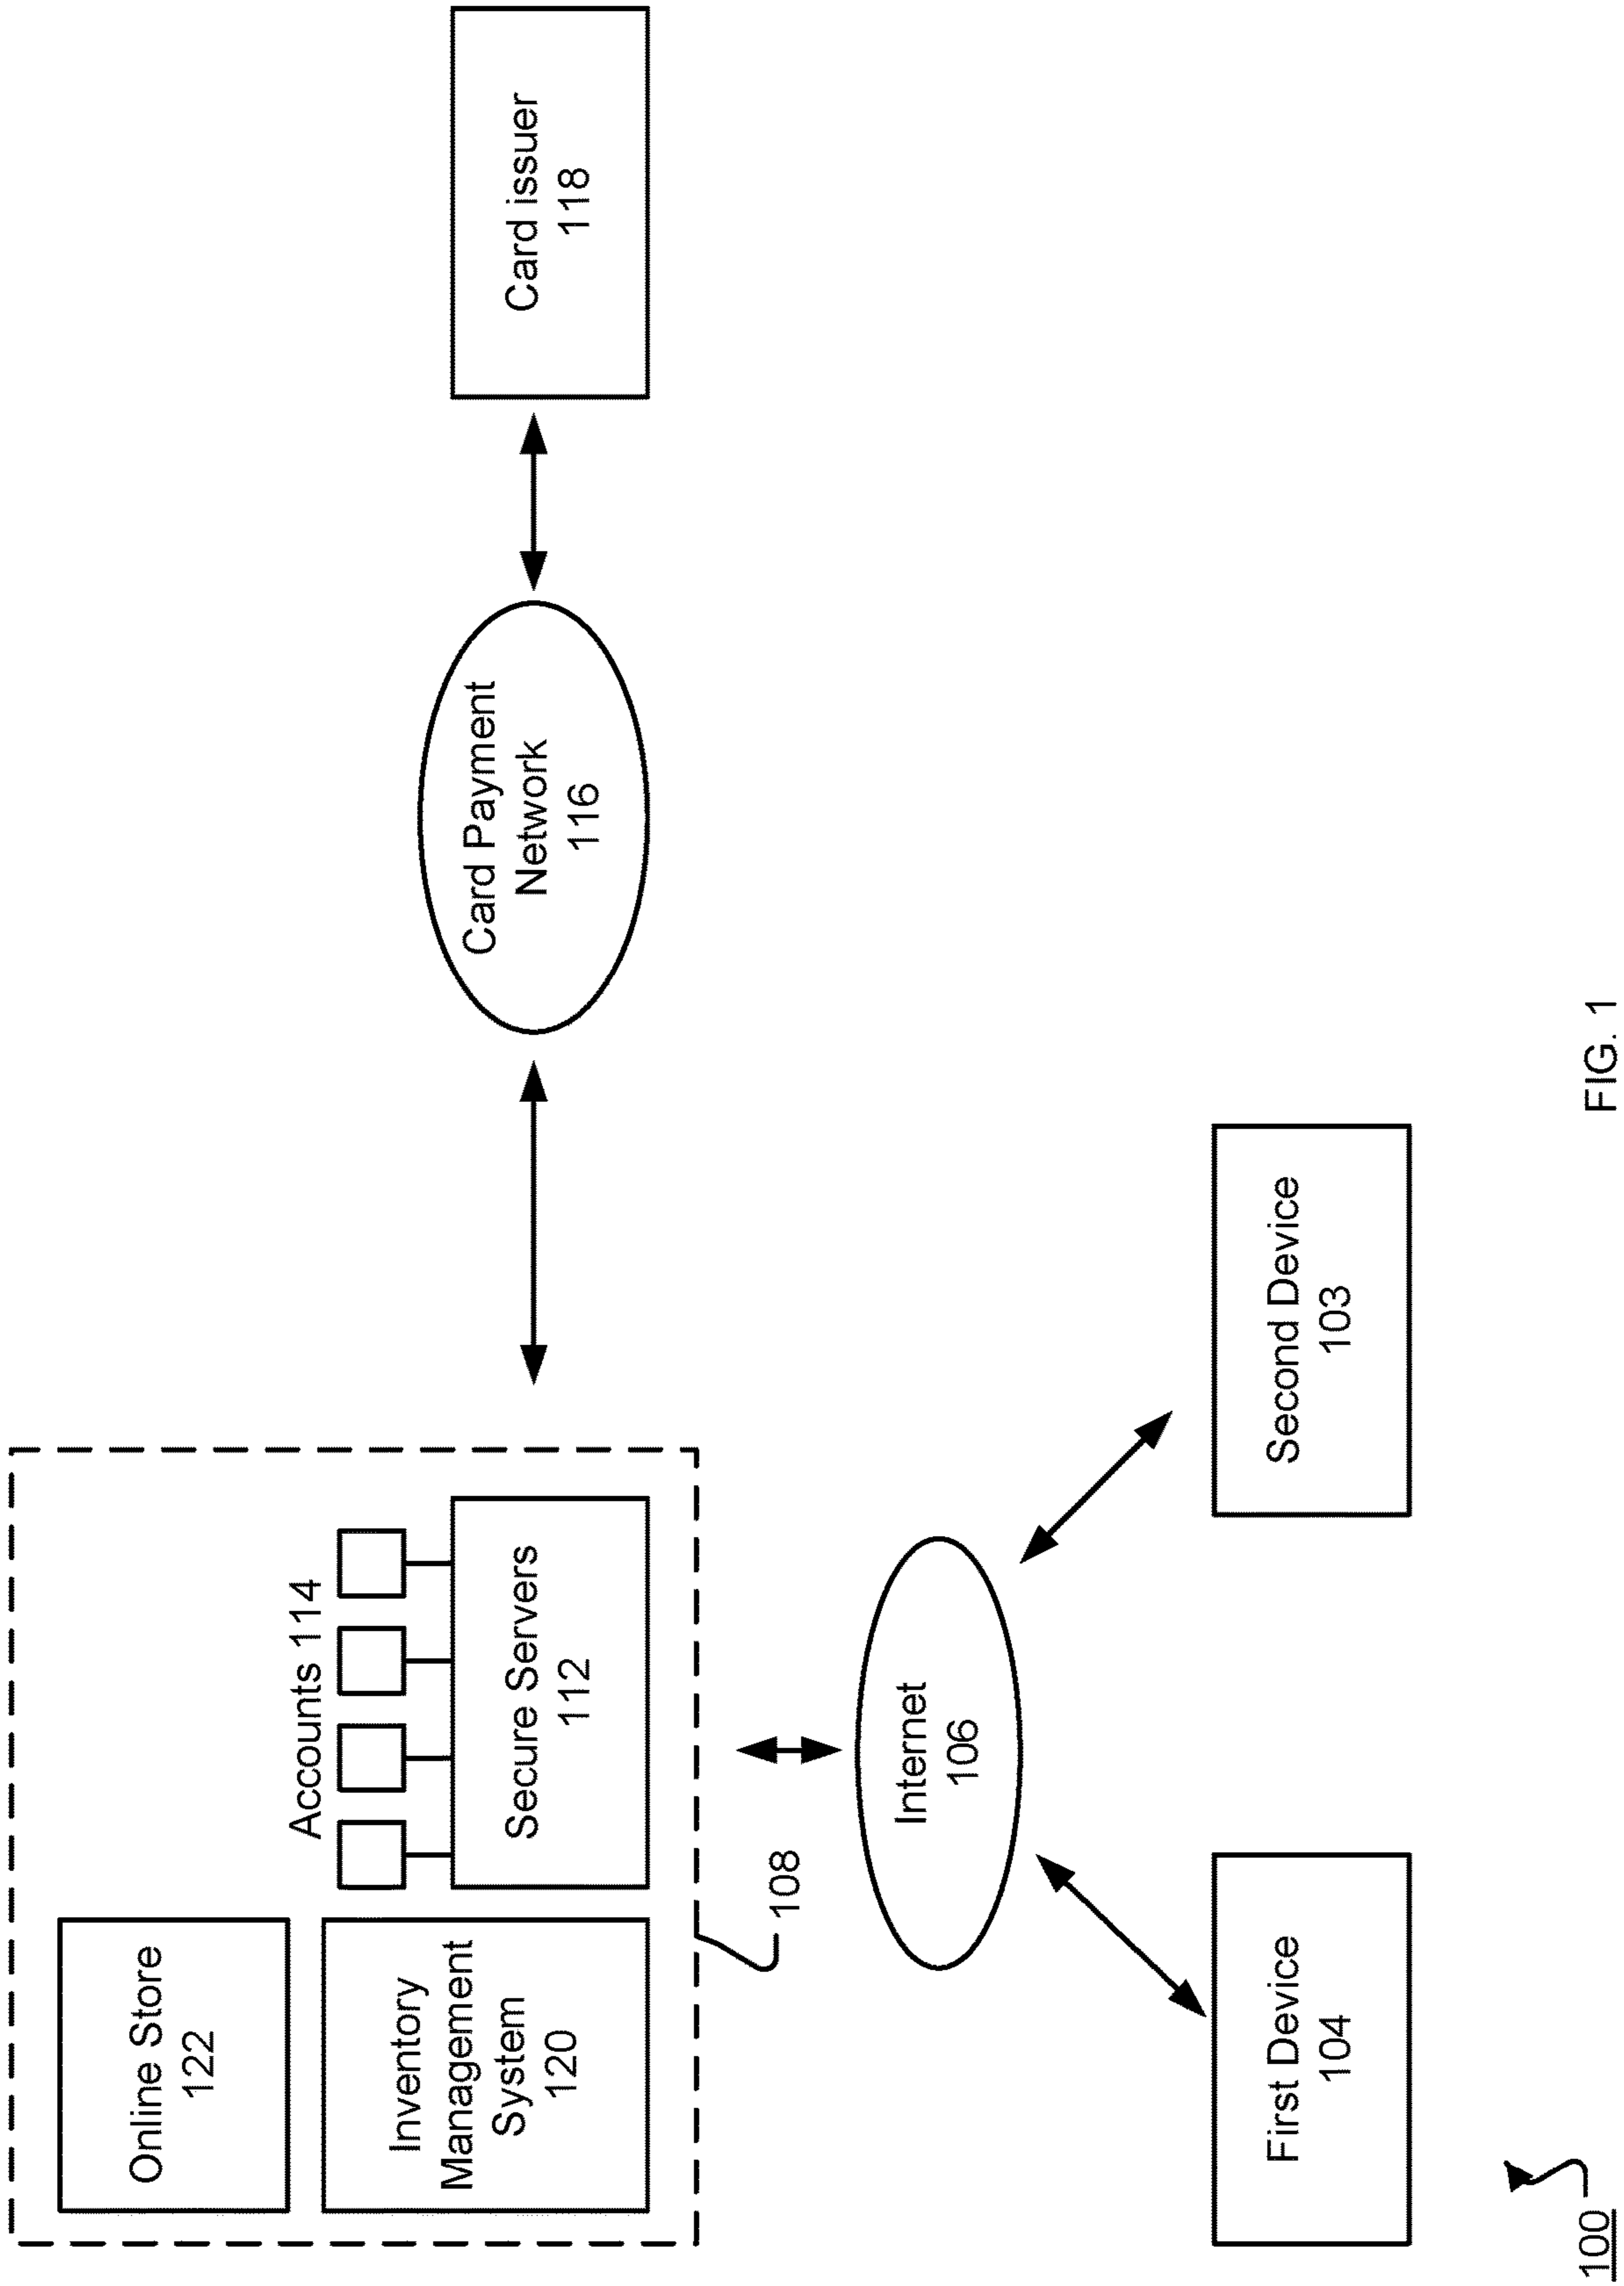 Online Store
122
Accounts 114
Inventory
Management
System
120
Secure Servers
112
Card Payment
Network
116
Card issuer
118
108
Internet
106
First Device
104
Second Device
103
100
FIG. 1